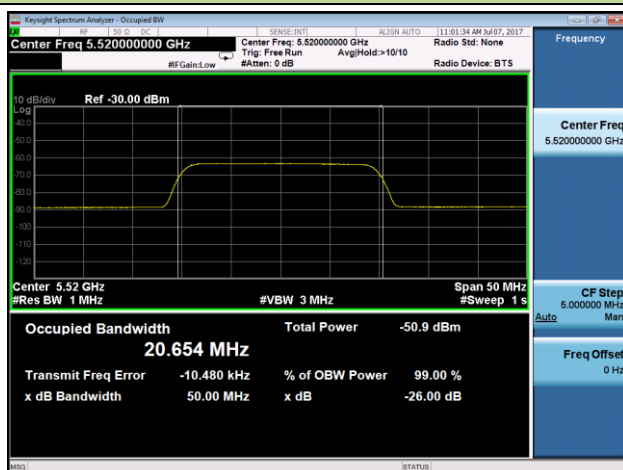 Keysight Spectrum Analyzer - Occupied BW
RF 50 Ω DC SENSE:INT ALIGN AUTO 11:01:34 AM Jul 07, 2017
Center Freq 5.520000000 GHz
Center Freq: 5.520000000 GHz
Radio Std: None
Trig: Free Run Avg|Hold:>10/10
#IFGain:Low
#Atten: 0 dB
Radio Device: BTS
Frequency
10 dB/div Ref -30.00 dBm
Log
-40.0
-50.0
-60.0
-70.0
-80.0
-90.0
-100
-110
-120
Center 5.52 GHz Span 50 MHz
#Res BW 1 MHz #VBW 3 MHz #Sweep 1 s
Occupied Bandwidth
20.654 MHz
Total Power -50.9 dBm
Transmit Freq Error -10.480 kHz % of OBW Power 99.00 %
x dB Bandwidth 50.00 MHz x dB -26.00 dB
Center Freq
5.520000000 GHz
CF Step
5.000000 MHz
Auto Man
Freq Offset
0 Hz
MSG STATUS